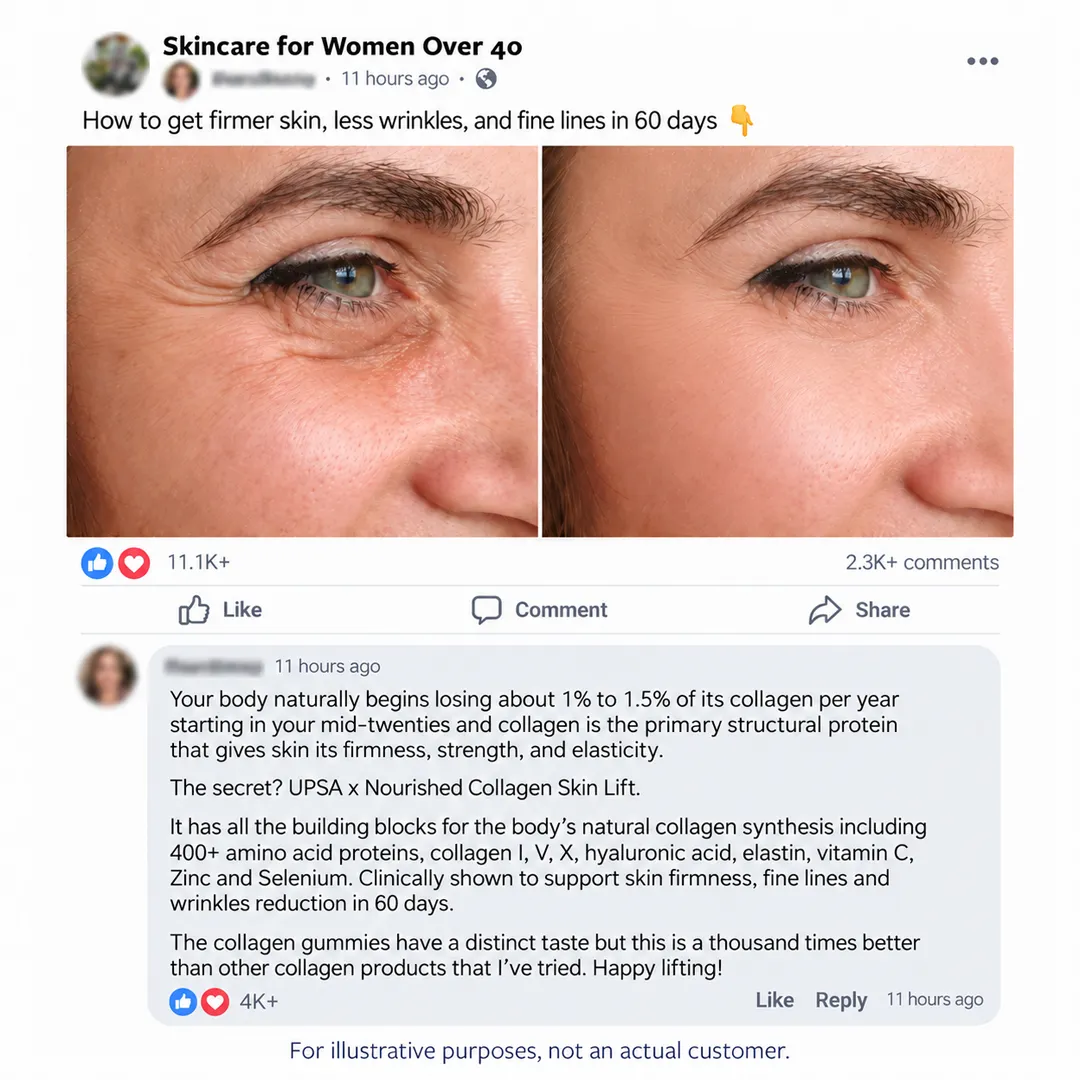 Skincare for Women Over 40
· 11 hours ago ·
How to get firmer skin, less wrinkles, and fine lines in 60 days 👇
11.1K+
2.3K+ comments
Like
Comment
Share
11 hours ago
Your body naturally begins losing about 1% to 1.5% of its collagen per year
starting in your mid-twenties and collagen is the primary structural protein
that gives skin its firmness, strength, and elasticity.
The secret? UPSA x Nourished Collagen Skin Lift.
It has all the building blocks for the body's natural collagen synthesis including
400+ amino acid proteins, collagen I, V, X, hyaluronic acid, elastin, vitamin C,
Zinc and Selenium. Clinically shown to support skin firmness, fine lines and
wrinkles reduction in 60 days.
The collagen gummies have a distinct taste but this is a thousand times better
than other collagen products that I've tried. Happy lifting!
4K+
Like
Reply
11 hours ago
For illustrative purposes, not an actual customer.